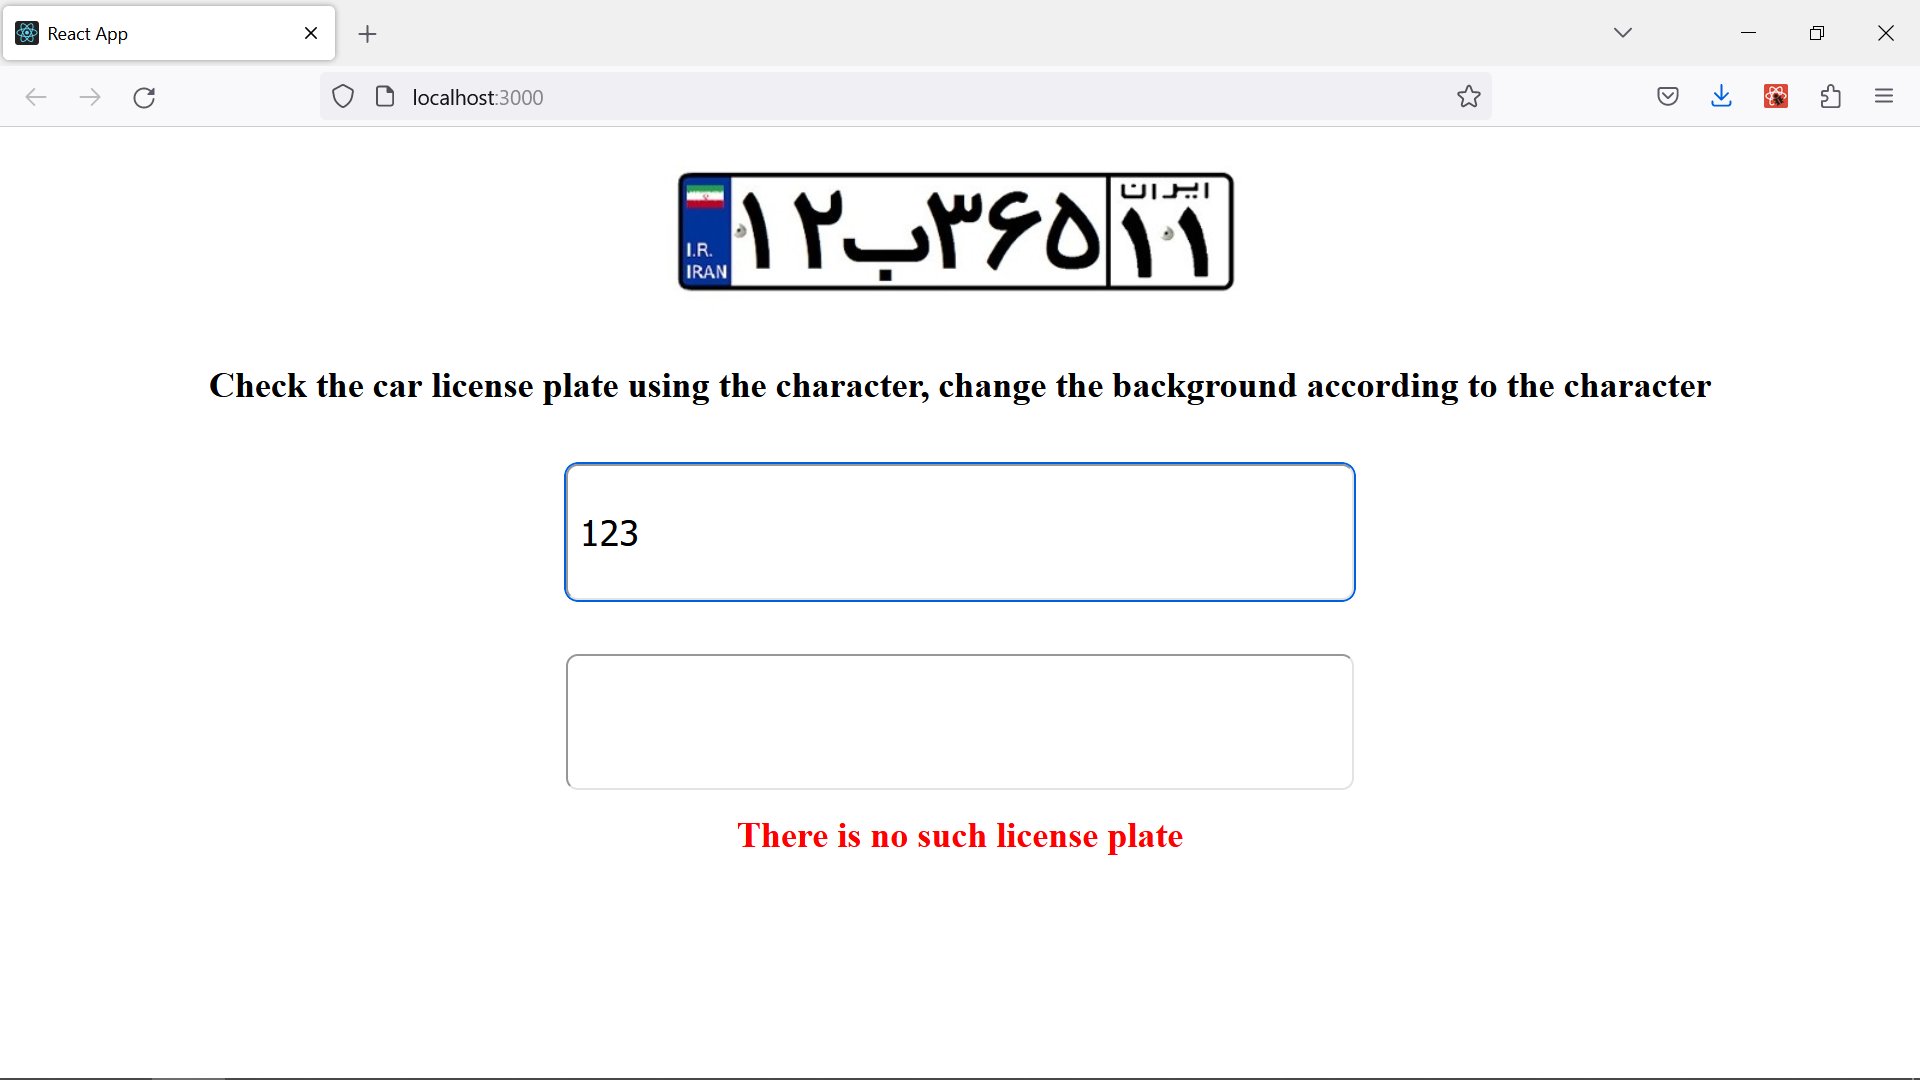 React App
localhost:3000
I.R.
IRAN
۱۲ب۳۶۵
ایران
۱۱
Check the car license plate using the character, change the background according to the character
123
There is no such license plate